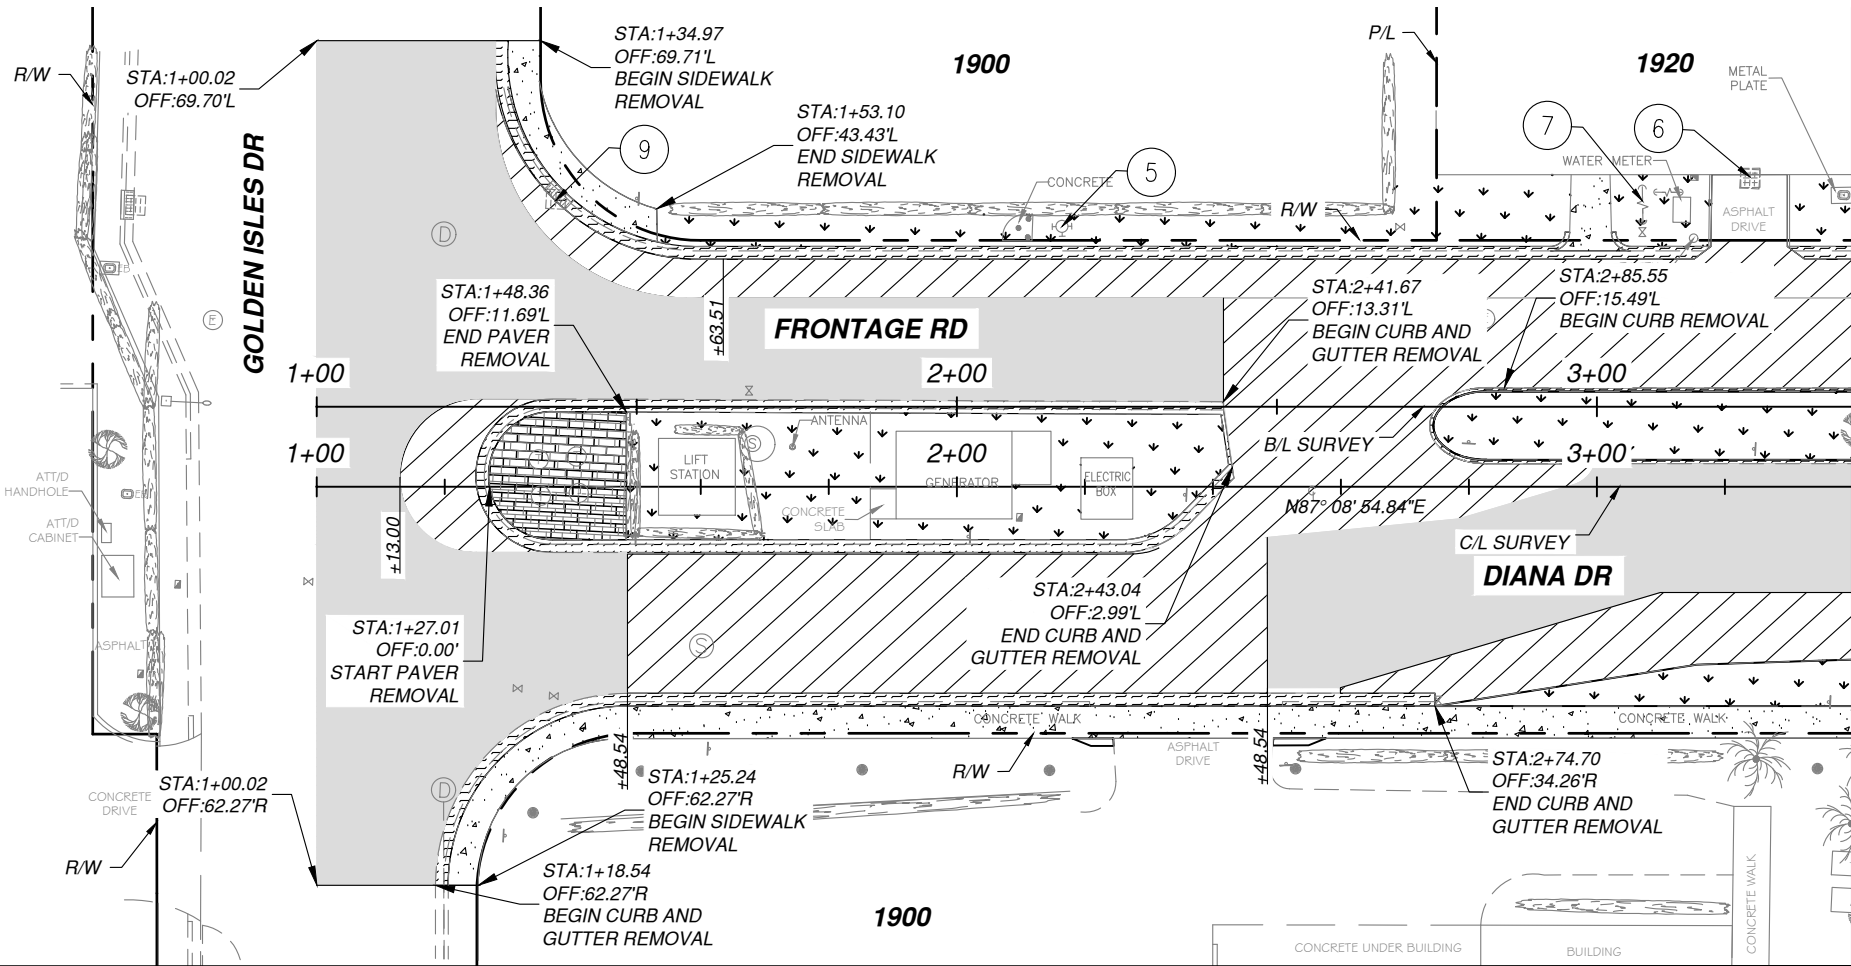 R/W
STA:1+00.02
OFF:69.70'L
STA:1+34.97
OFF:69.71'L
BEGIN SIDEWALK
REMOVAL
1900
P/L
1920
METAL
PLATE
STA:1+53.10
OFF:43.43'L
END SIDEWALK
REMOVAL
9
5
7
6
WATER METER
CONCRETE
R/W
ASPHALT
DRIVE
D
GOLDEN ISLES DR
E
STA:1+48.36
OFF:11.69'L
END PAVER
REMOVAL
+63.51
FRONTAGE RD
STA:2+41.67
OFF:13.31'L
BEGIN CURB AND
GUTTER REMOVAL
STA:2+85.55
OFF:15.49'L
BEGIN CURB REMOVAL
1+00
2+00
3+00
ANTENNA
S
B/L SURVEY
1+00
2+00
3+00
LIFT
STATION
GENERATOR
ELECTRIC
BOX
CONCRETE
SLAB
N87° 08' 54.84"E
ATT/D
HANDHOLE
ATT/D
CABINET
+13.00
C/L SURVEY
DIANA DR
STA:2+43.04
OFF:2.99'L
END CURB AND
GUTTER REMOVAL
STA:1+27.01
OFF:0.00'
START PAVER
REMOVAL
ASPHALT
S
CONCRETE WALK
CONCRETE WALK
+48.54
+48.54
ASPHALT
DRIVE
R/W
CONCRETE
DRIVE
STA:1+00.02
OFF:62.27'R
D
STA:1+25.24
OFF:62.27'R
BEGIN SIDEWALK
REMOVAL
STA:2+74.70
OFF:34.26'R
END CURB AND
GUTTER REMOVAL
R/W
STA:1+18.54
OFF:62.27'R
BEGIN CURB AND
GUTTER REMOVAL
1900
CONCRETE WALK
CONCRETE UNDER BUILDING
BUILDING